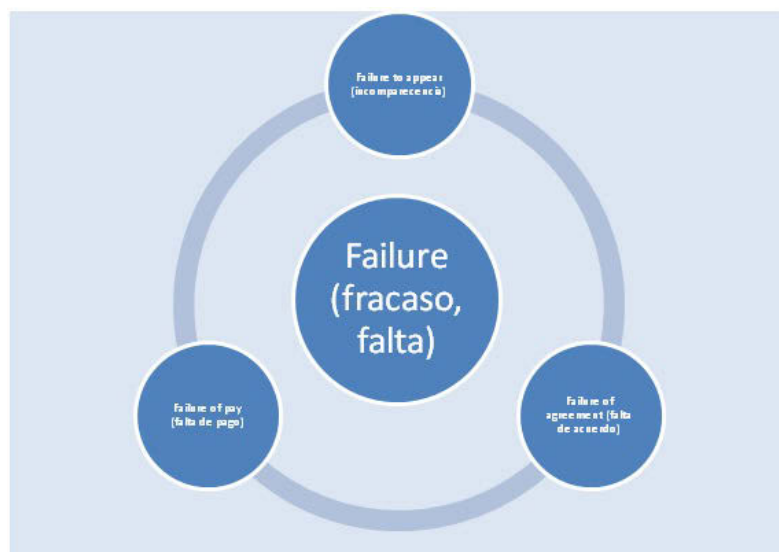 Failure to appear
(incomparecencia)
Failure
(fracaso,
falta)
Failure of pay
(falta de pago)
Failure of
agreement (falta
de acuerdo)